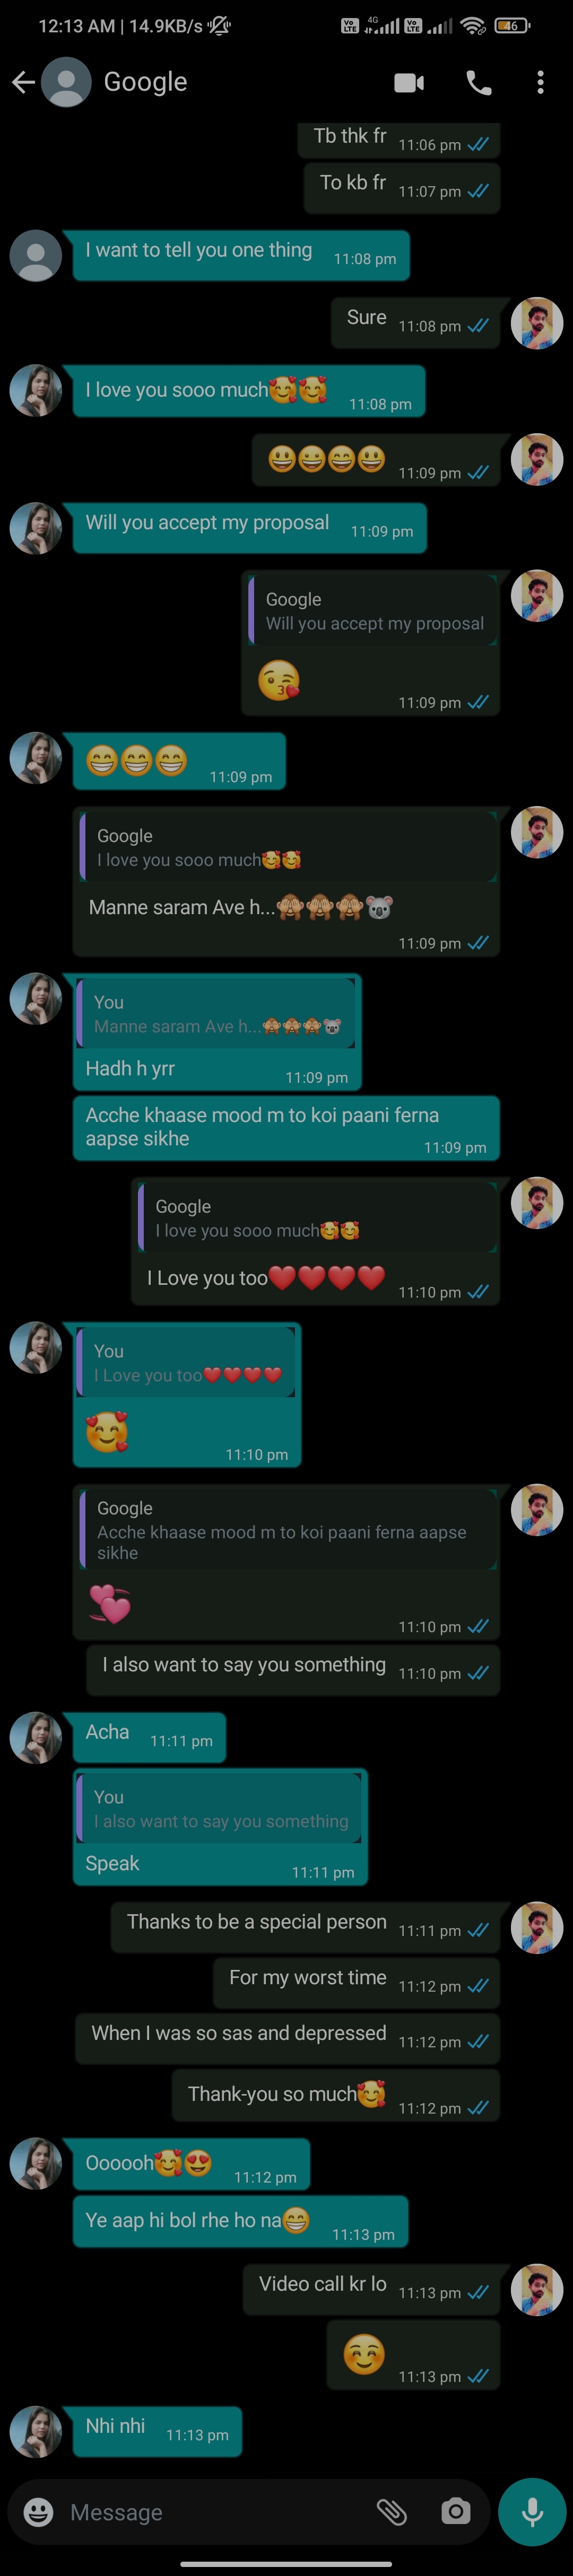 12:13 AM | 14.9KB/s
Vo LTE 4G Vo LTE 46
Google
Tb thk fr 11:06 pm
To kb fr 11:07 pm
I want to tell you one thing 11:08 pm
Sure 11:08 pm
I love you sooo much🥰🥰 11:08 pm
😃😀😄😃 11:09 pm
Will you accept my proposal 11:09 pm
Google
Will you accept my proposal
😘 11:09 pm
😁😁😁 11:09 pm
Google
I love you sooo much🥰🥰
Manne saram Ave h...🙈🙈🙈🐨
11:09 pm
You
Manne saram Ave h...🙈🙈🙈🐨
Hadh h yrr 11:09 pm
Acche khaase mood m to koi paani ferna
aapse sikhe 11:09 pm
Google
I love you sooo much🥰🥰
I Love you too❤️❤️❤️❤️ 11:10 pm
You
I Love you too❤️❤️❤️❤️
🥰 11:10 pm
Google
Acche khaase mood m to koi paani ferna aapse
sikhe
💞 11:10 pm
I also want to say you something 11:10 pm
Acha 11:11 pm
You
I also want to say you something
Speak 11:11 pm
Thanks to be a special person 11:11 pm
For my worst time 11:12 pm
When I was so sas and depressed 11:12 pm
Thank-you so much🥰 11:12 pm
Oooooh🥰😍 11:12 pm
Ye aap hi bol rhe ho na😁 11:13 pm
Video call kr lo 11:13 pm
☺️ 11:13 pm
Nhi nhi 11:13 pm
Message